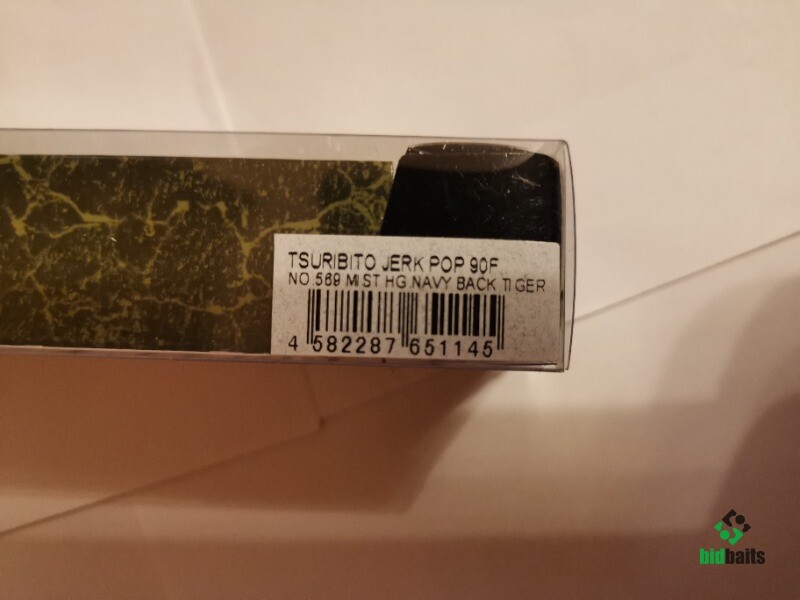 TSURIBITO JERK POP 90F
NO.569 MIST HG NAVY BACK TIGER
4 582287 651145
bidbaits